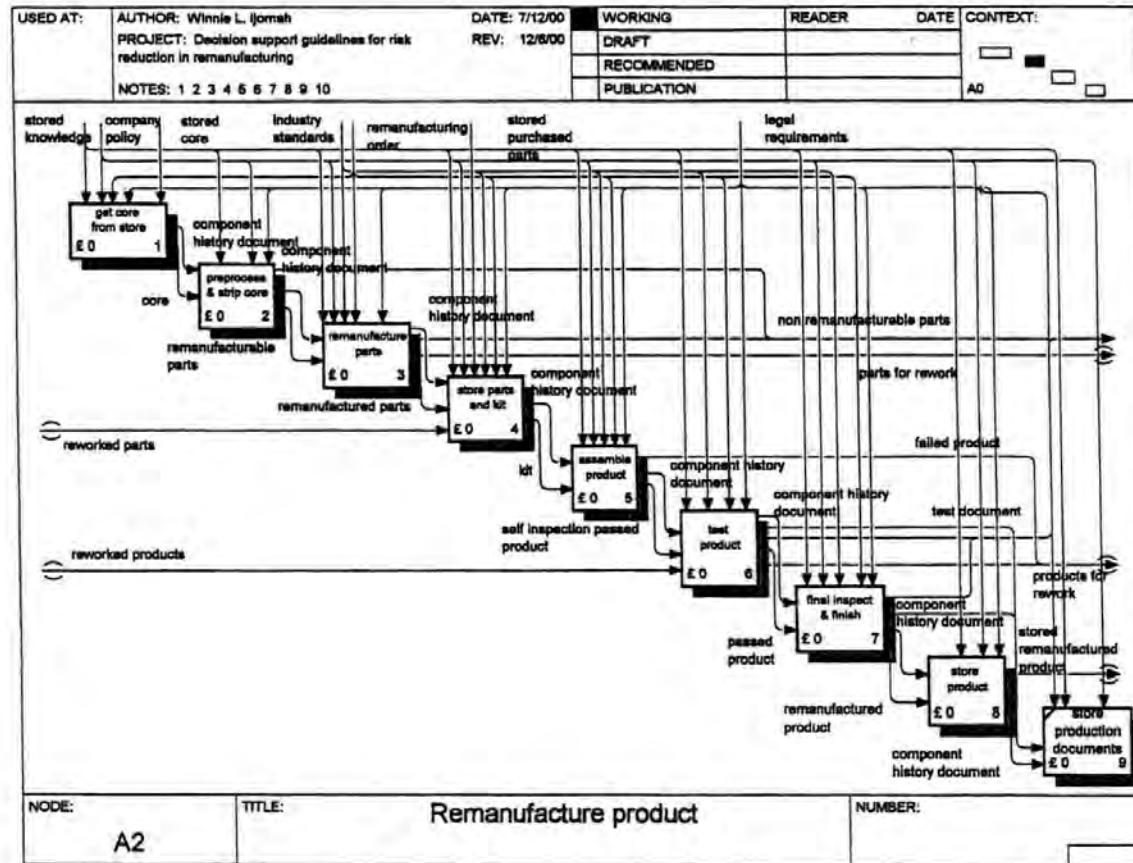 USED AT:
AUTHOR: Winnie L. Ijomah
DATE: 7/12/00
PROJECT: Decision support guidelines for risk
reduction in remanufacturing
REV: 12/6/00
NOTES: 1 2 3 4 5 6 7 8 9 10
WORKING
DRAFT
RECOMMENDED
PUBLICATION
READER DATE
CONTEXT:
A0
stored
knowledge
company
policy
stored
core
industry
standards
remanufacturing
order
stored
purchased
parts
legal
requirements
get core
from store
£ 0 1
component
history document
core
preprocess
& strip core
£ 0 2
component
history document
remanufacturable
parts
remanufacture
parts
£ 0 3
component
history document
non remanufacturable parts
parts for rework
remanufactured parts
store parts
and kit
£ 0 4
component
history document
reworked parts
kit
assemble
product
£ 0 5
failed product
component history
document
self inspection passed
product
test
product
£ 0 6
component history
document
test document
reworked products
products for
rework
passed
product
final inspect
& finish
£ 0 7
component
history document
stored
remanufactured
product
remanufactured
product
store
product
£ 0 8
component
history document
store
production
documents
£ 0 9
NODE:
A2
TITLE:
Remanufacture product
NUMBER: